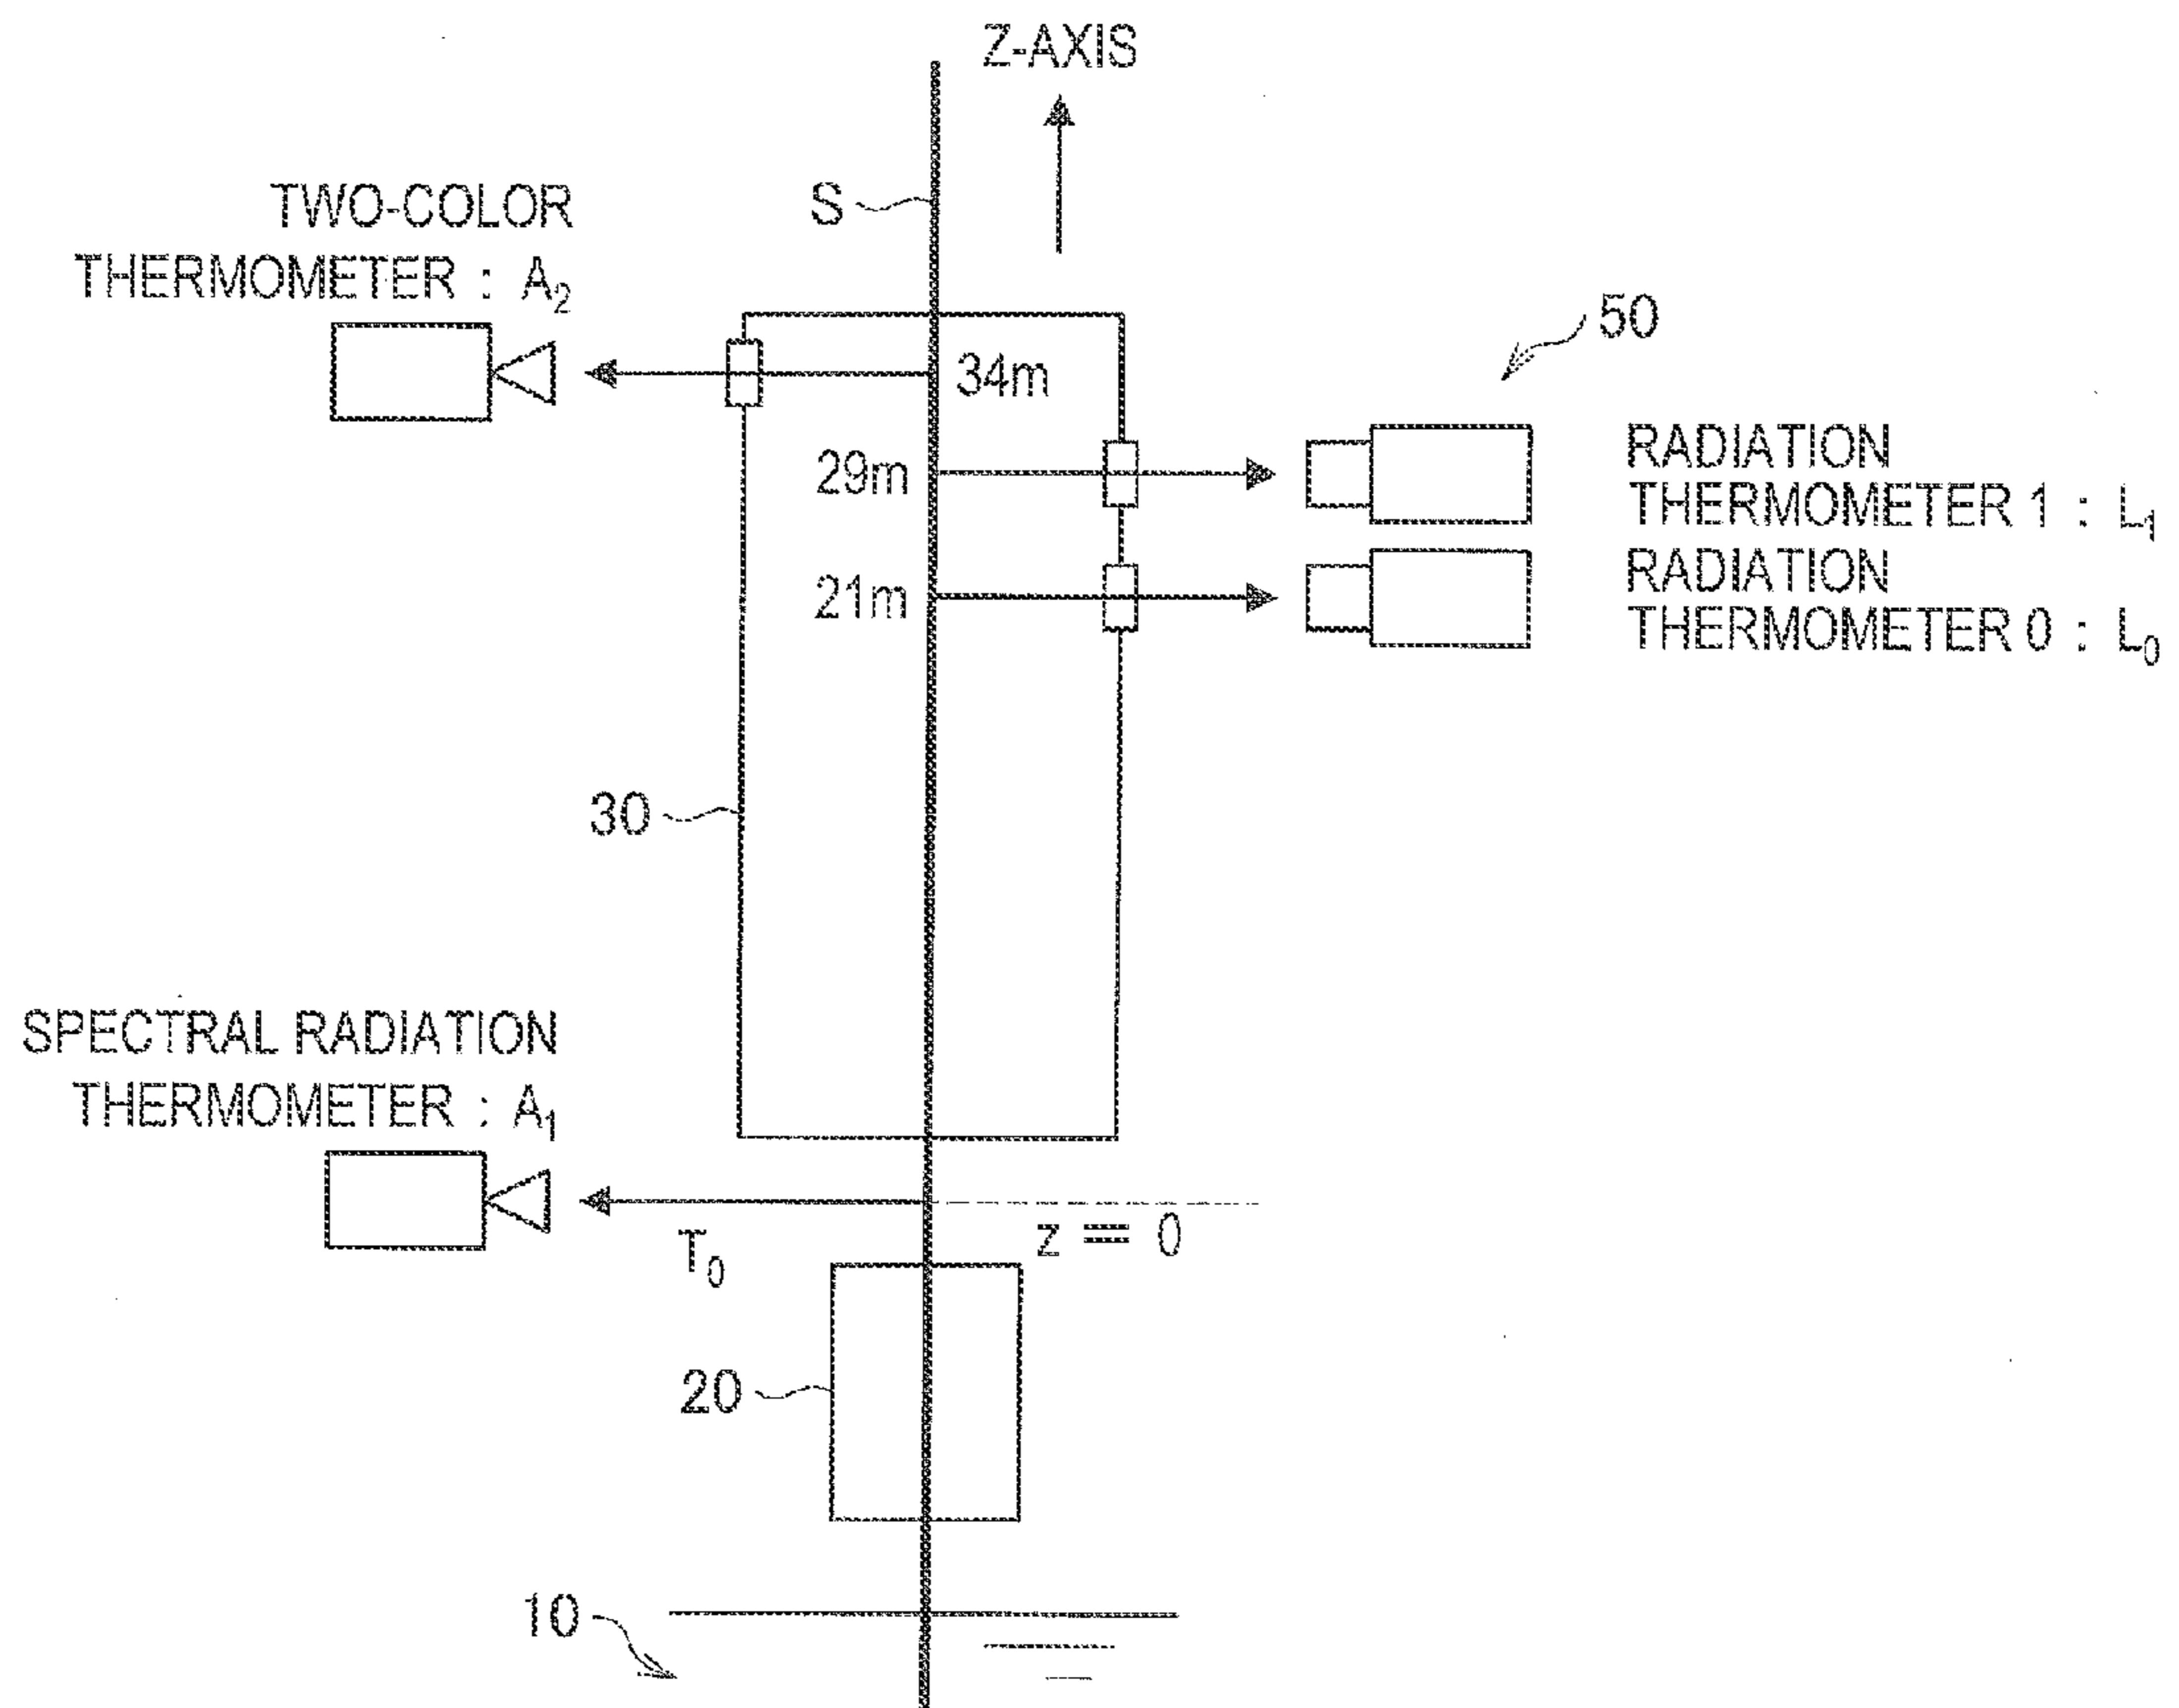 Z-AXIS
TWO-COLOR
THERMOMETER : A₂
S
34m
50
29m
RADIATION
THERMOMETER 1 : L₁
21m
RADIATION
THERMOMETER 0 : L₀
30
SPECTRAL RADIATION
THERMOMETER : A₁
T₀
z = 0
20
10